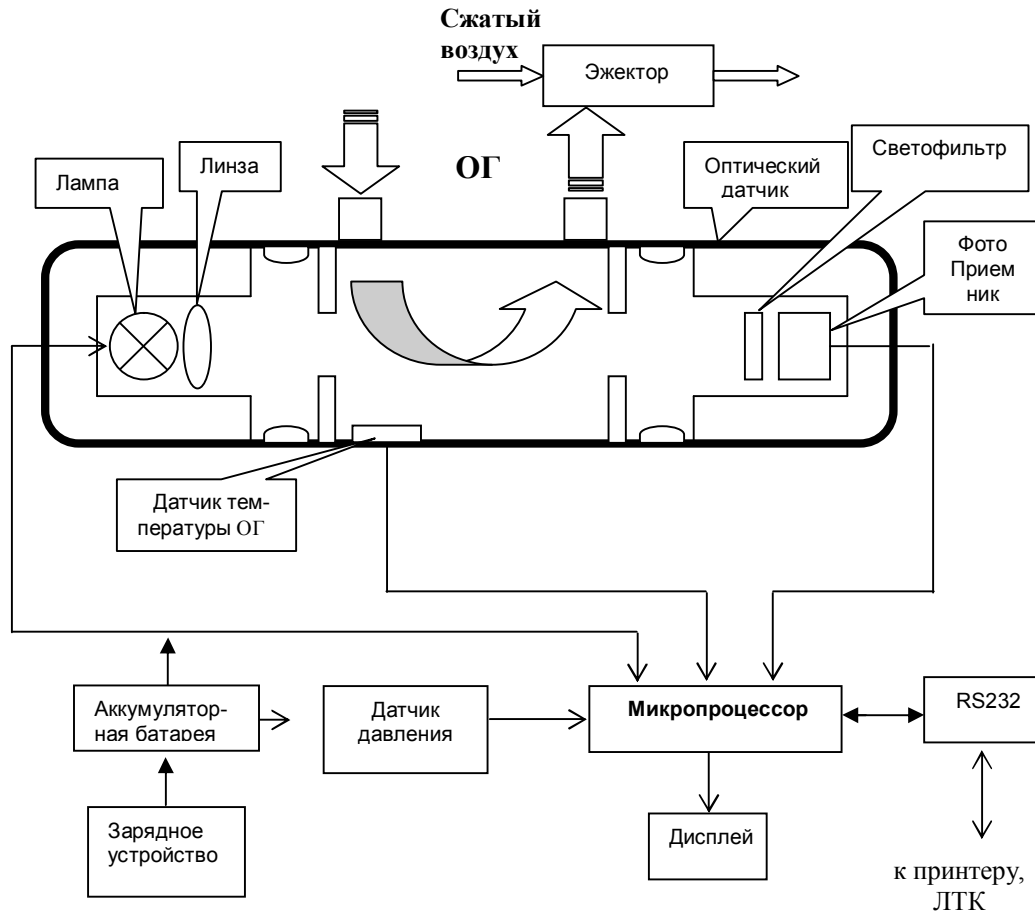 Сжатый
воздух
Эжектор
Светофильтр
ОГ
Оптический
датчик
Линза
Лампа
Фото
Прием
ник
Датчик тем-
пературы ОГ
Аккумулятор-
ная батарея
Датчик
давления
Микропроцессор
RS232
Зарядное
устройство
Дисплей
к принтеру,
ЛТК